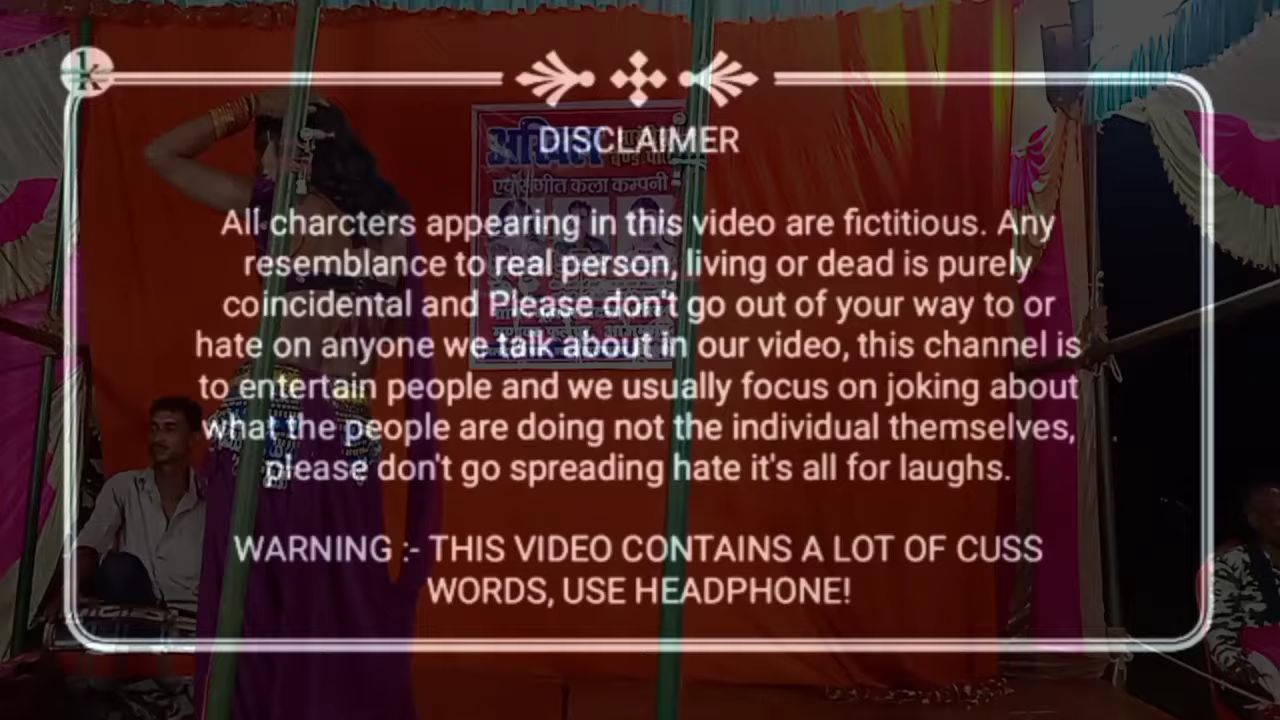 1K
DISCLAIMER
All charcters appearing in this video are fictitious. Any
resemblance to real person, living or dead is purely
coincidental and Please don't go out of your way to or
hate on anyone we talk about in our video, this channel is
to entertain people and we usually focus on joking about
what the people are doing not the individual themselves,
please don't go spreading hate it's all for laughs.
WARNING :- THIS VIDEO CONTAINS A LOT OF CUSS
WORDS, USE HEADPHONE!
एवं संगीत कला कम्पनी